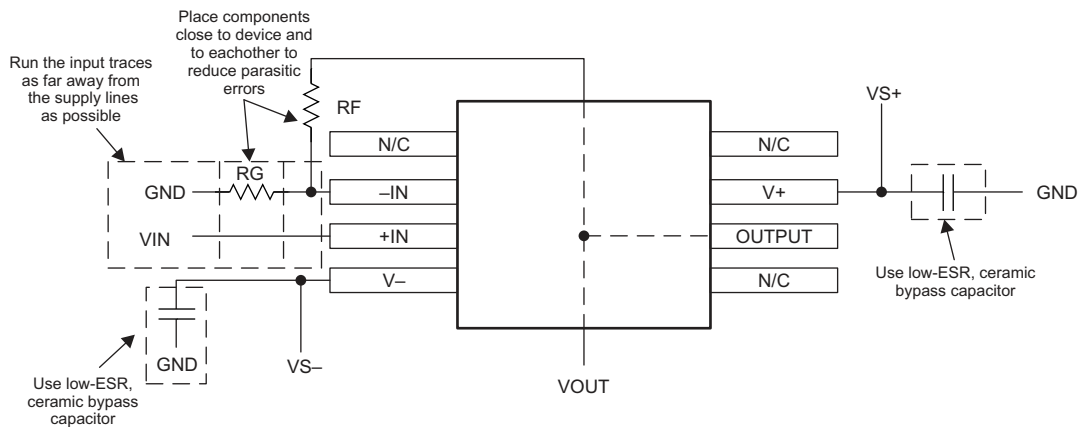 Place components
close to device and
to eachother to
reduce parasitic
errors
Run the input traces
as far away from
the supply lines
as possible
RF
VS+
N/C
N/C
RG
GND
–IN
V+
GND
VIN
+IN
OUTPUT
V–
N/C
Use low-ESR, ceramic
bypass capacitor
GND
VS–
VOUT
Use low-ESR,
ceramic bypass
capacitor